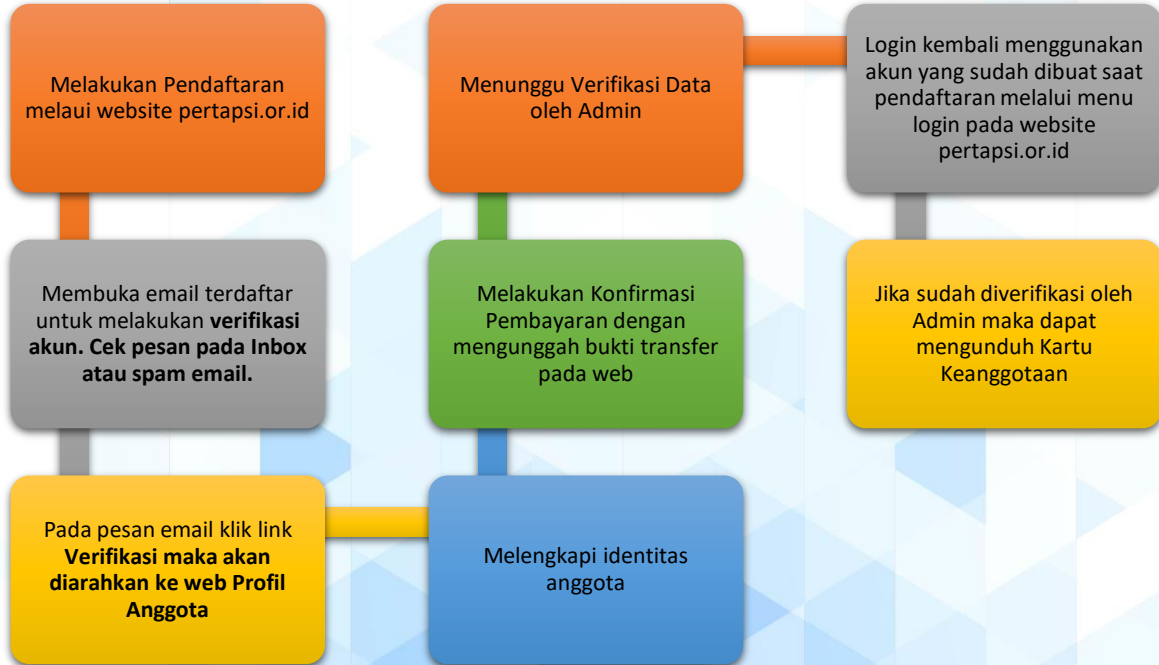 Melakukan Pendaftaran
melaui website pertapsi.or.id
Membuka email terdaftar
untuk melakukan verifikasi
akun. Cek pesan pada Inbox
atau spam email.
Pada pesan email klik link
Verifikasi maka akan
diarahkan ke web Profil
Anggota
Melengkapi identitas
anggota
Melakukan Konfirmasi
Pembayaran dengan
mengunggah bukti transfer
pada web
Menunggu Verifikasi Data
oleh Admin
Login kembali menggunakan
akun yang sudah dibuat saat
pendaftaran melalui menu
login pada website
pertapsi.or.id
Jika sudah diverifikasi oleh
Admin maka dapat
mengunduh Kartu
Keanggotaan